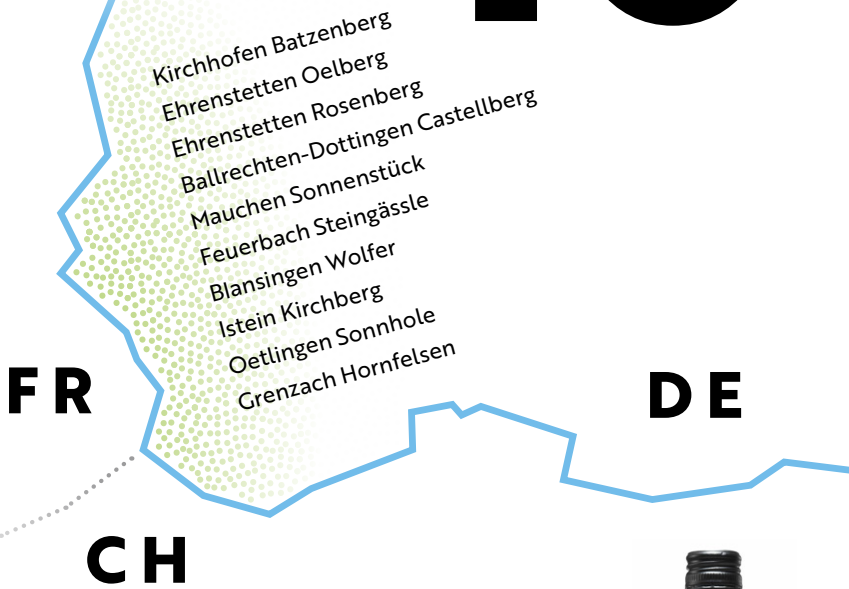 Kirchhofen Batzenberg
Ehrenstetten Oelberg
Ehrenstetten Rosenberg
Ballrechten-Dottingen Castellberg
Mauchen Sonnenstück
Feuerbach Steingässle
Blansingen Wolfer
Istein Kirchberg
Oetlingen Sonnhole
Grenzach Hornfelsen
FR
DE
CH